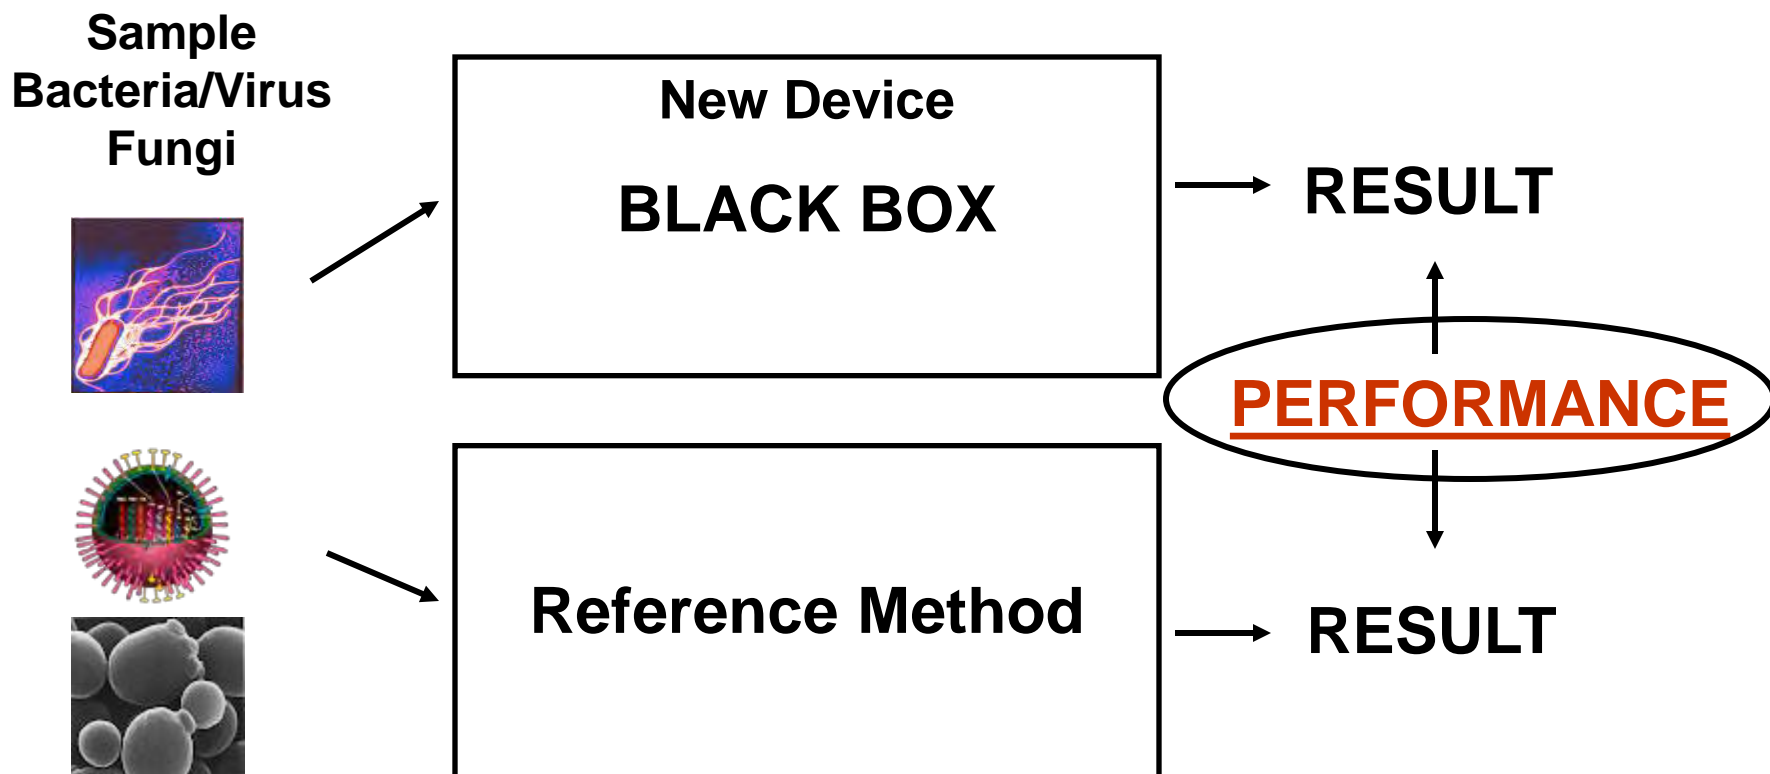 Sample
Bacteria/Virus
Fungi
New Device
BLACK BOX
RESULT
PERFORMANCE
Reference Method
RESULT